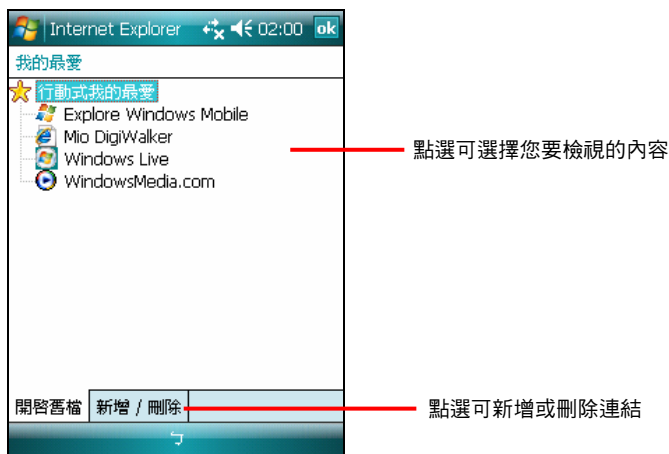 Internet Explorer 02:00 ok
我的最愛
行動式我的最愛
Explore Windows Mobile
Mio DigiWalker
Windows Live
WindowsMedia.com
點選可選擇您要檢視的內容
開啓舊檔 新增 / 刪除
點選可新增或刪除連結
ㄅ